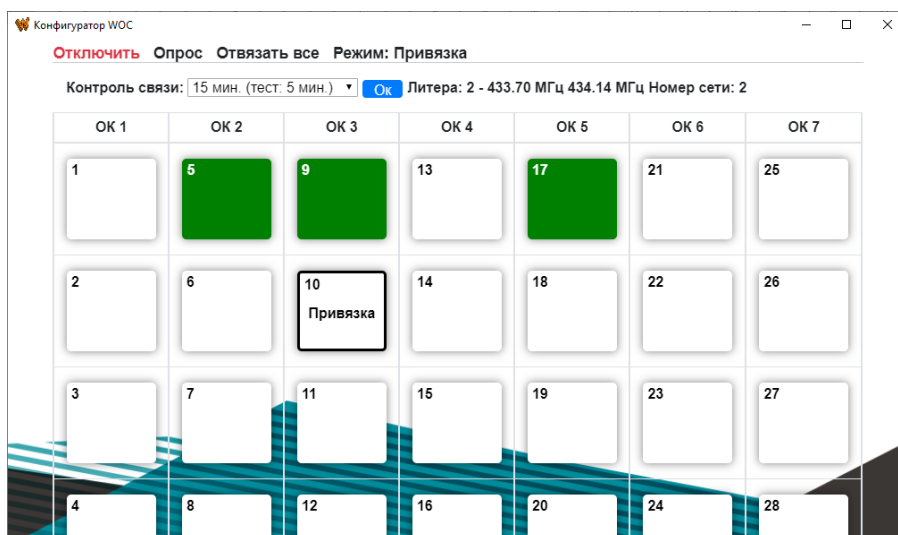 Конфигуратор WOC
Отключить Опрос Отвязать все Режим: Привязка
Контроль связи: 15 мин. (тест: 5 мин.) Ок Литера: 2 - 433.70 МГц 434.14 МГц Номер сети: 2
ОК 1 ОК 2 ОК 3 ОК 4 ОК 5 ОК 6 ОК 7
1 5 9 13 17 21 25
2 6 10 14 18 22 26
Привязка
3 7 11 15 19 23 27
4 8 12 16 20 24 28